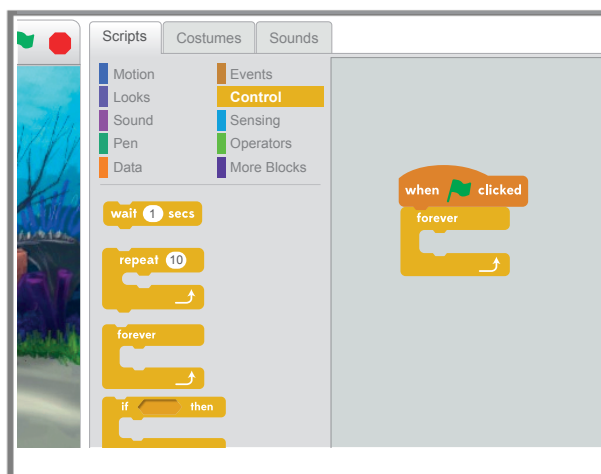 Scripts Costumes Sounds
Motion Events
Looks Control
Sound Sensing
Pen Operators
Data More Blocks
wait 1 secs
repeat 10
forever
if then
when clicked
forever